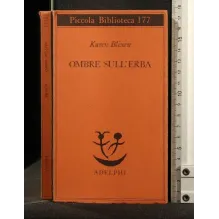 Piccola Biblioteca 177
Karen Blixen
OMBRE SULL'ERBA
ADELPHI